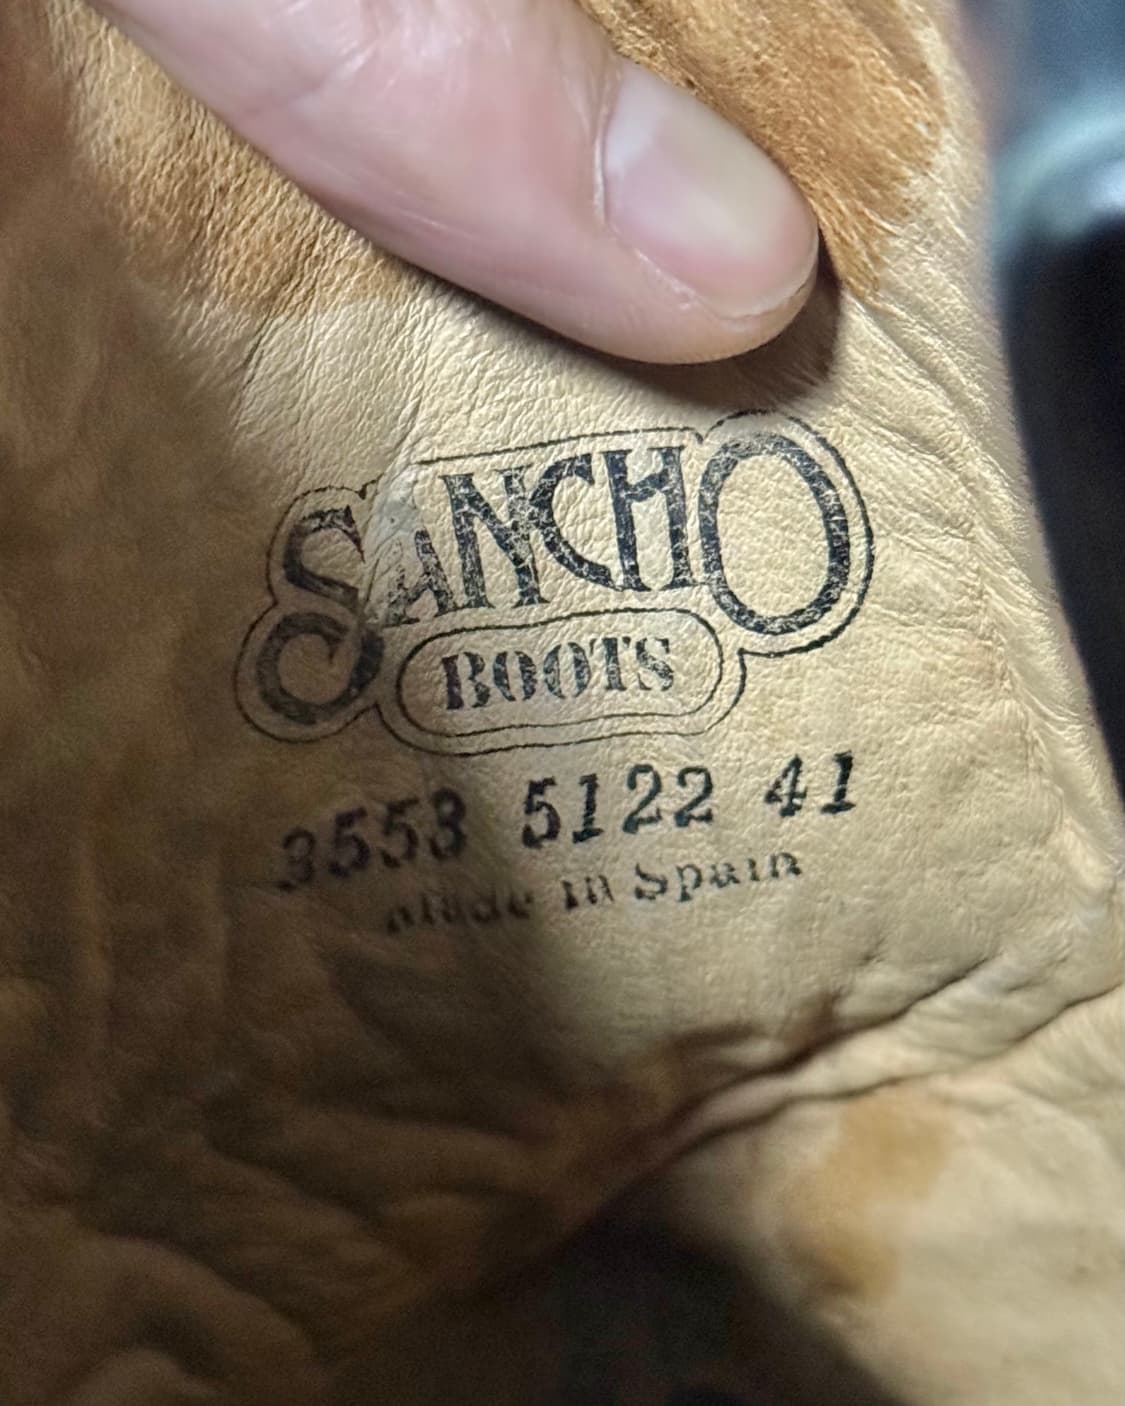 SANCHO
BOOTS
3553 5122 41
Made in Spain